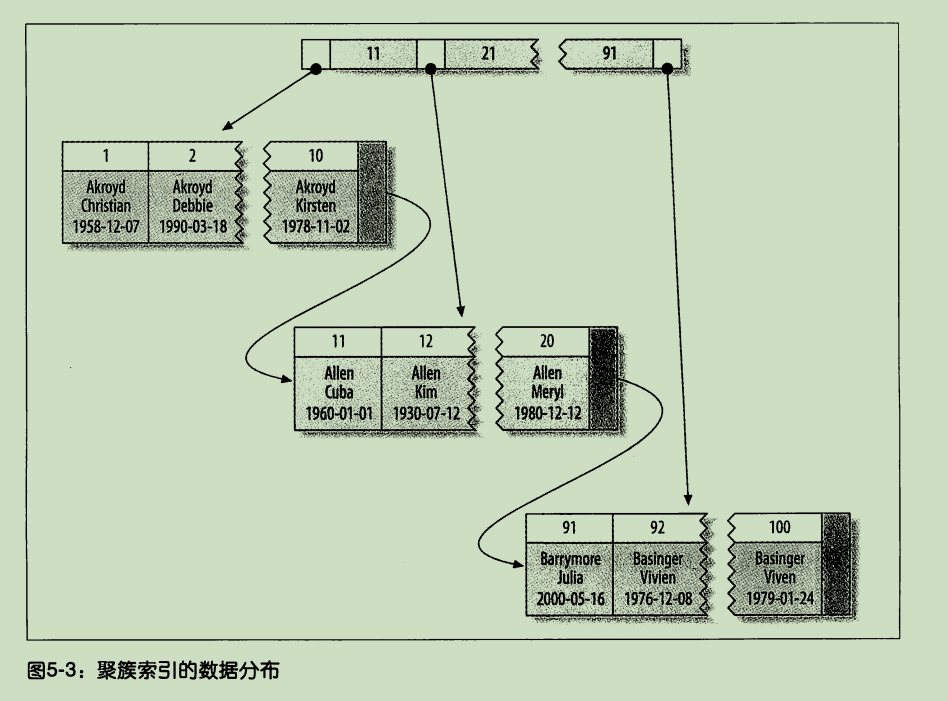 11 21 91
1 2 10
Akroyd Akroyd Akroyd
Christian Debbie Kirsten
1958-12-07 1990-03-18 1978-11-02
11 12 20
Allen Allen Allen
Cuba Kim Meryl
1960-01-01 1930-07-12 1980-12-12
91 92 100
Barrymore Basinger Basinger
Julia Vivien Viven
2000-05-16 1976-12-08 1979-01-24
图5-3：聚簇索引的数据分布